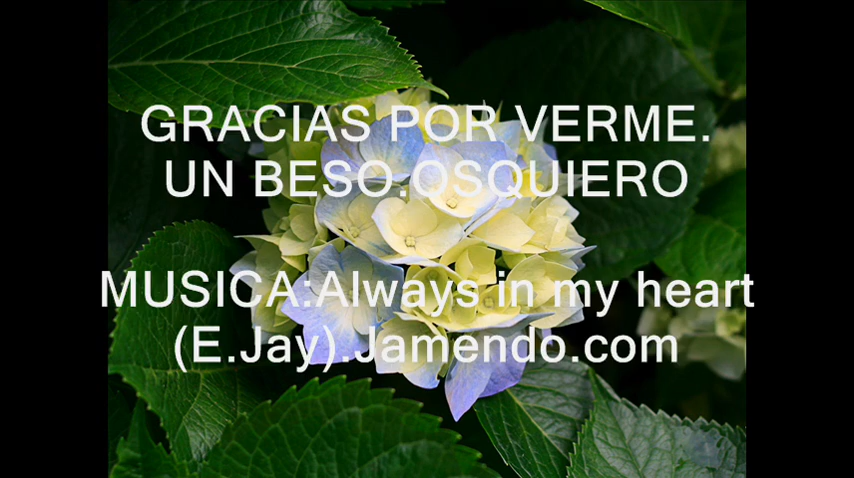 GRACIAS POR VERME.
UN BESO.OSQUIERO
MUSICA:Always in my heart
(E.Jay).Jamendo.com